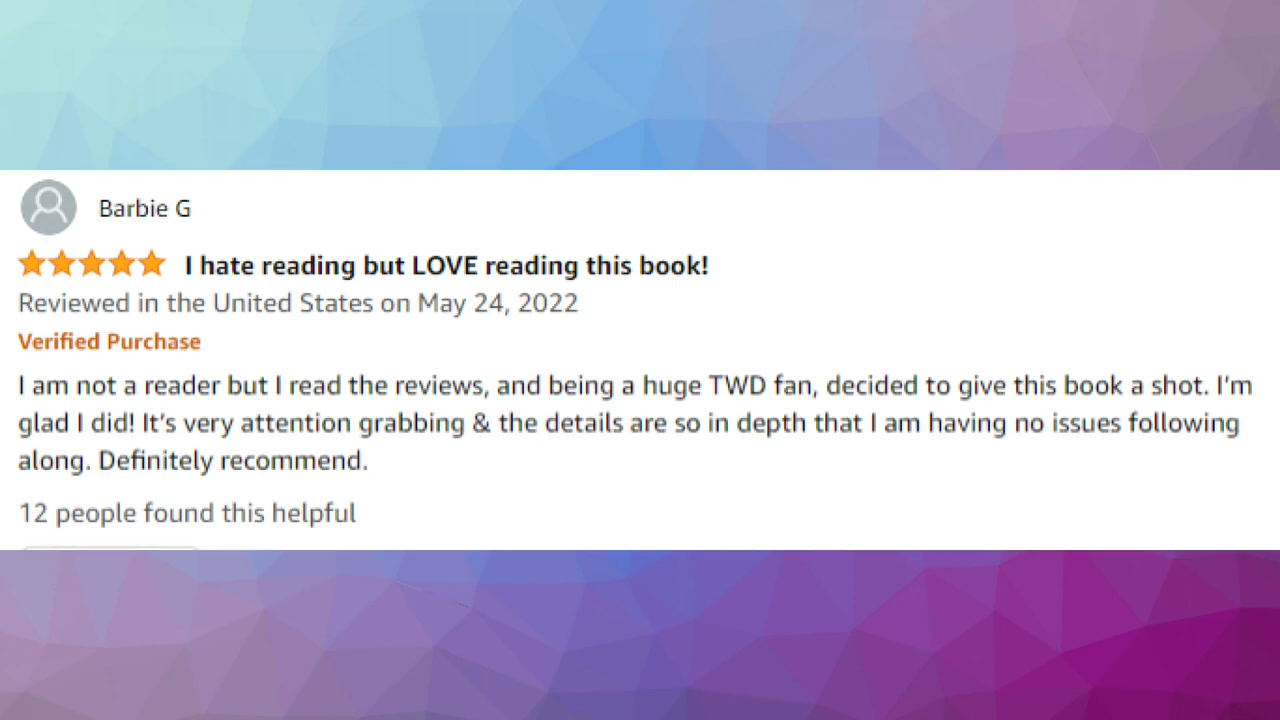 Barbie G
I hate reading but LOVE reading this book!
Reviewed in the United States on May 24, 2022
Verified Purchase
I am not a reader but I read the reviews, and being a huge TWD fan, decided to give this book a shot. I'm
glad I did! It's very attention grabbing & the details are so in depth that I am having no issues following
along. Definitely recommend.
12 people found this helpful